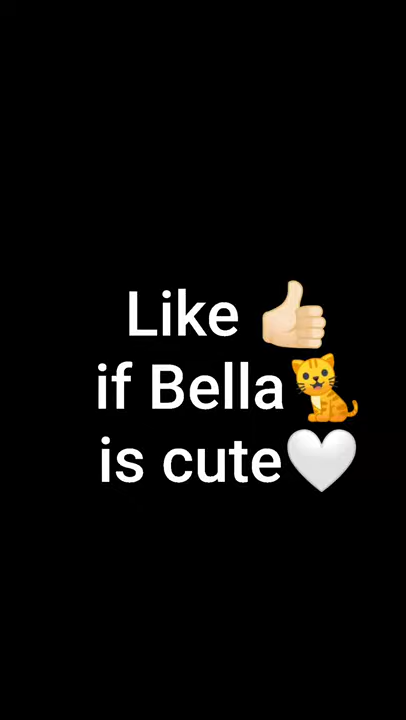 Like 👍🏻
if Bella🐈
is cute🤍